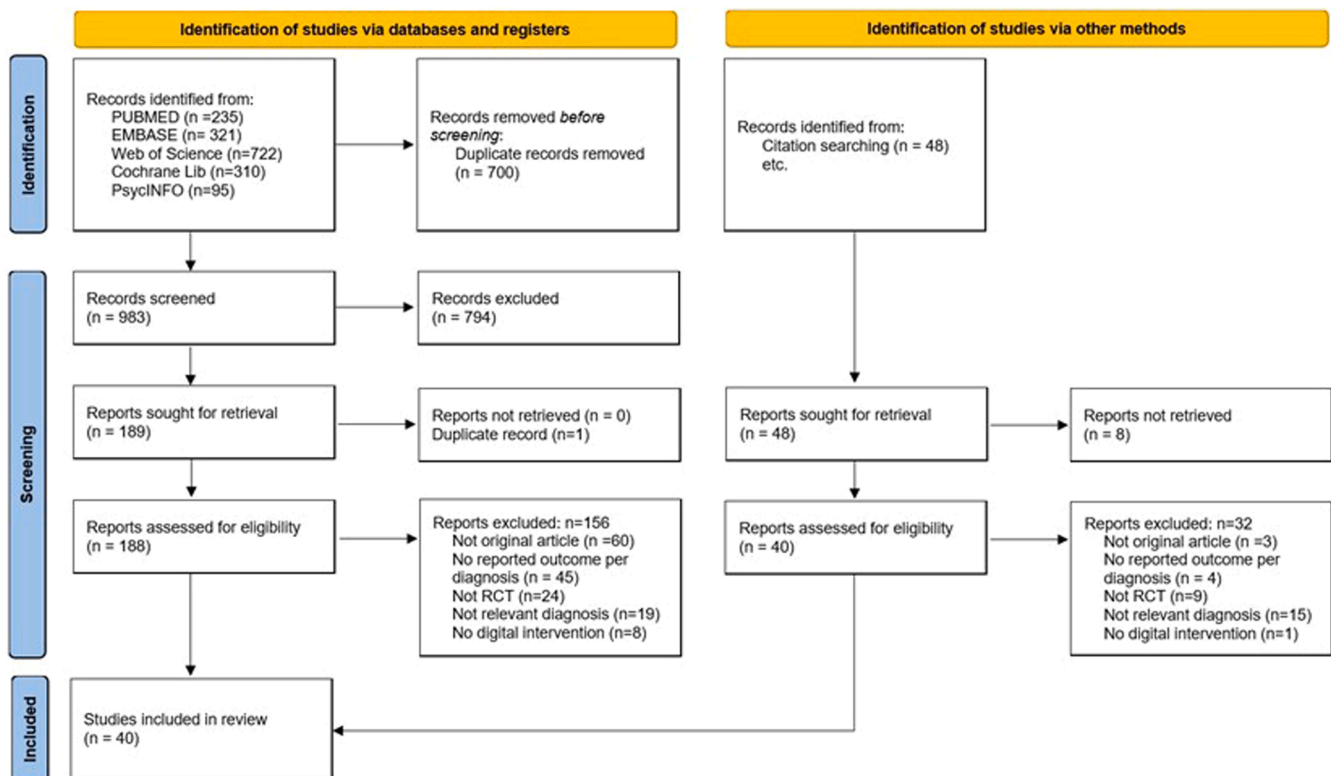 Identification of studies via databases and registers
Identification of studies via other methods
Identification
Records identified from:
PUBMED (n =235)
EMBASE (n= 321)
Web of Science (n=722)
Cochrane Lib (n=310)
PsycINFO (n=95)
Records removed before
screening:
Duplicate records removed
(n = 700)
Records identified from:
Citation searching (n = 48)
etc.
Screening
Records screened
(n = 983)
Records excluded
(n = 794)
Reports sought for retrieval
(n = 189)
Reports not retrieved (n = 0)
Duplicate record (n=1)
Reports sought for retrieval
(n = 48)
Reports not retrieved
(n = 8)
Reports assessed for eligibility
(n = 188)
Reports excluded: n=156
Not original article (n =60)
No reported outcome per
diagnosis (n = 45)
Not RCT (n=24)
Not relevant diagnosis (n=19)
No digital intervention (n=8)
Reports assessed for eligibility
(n = 40)
Reports excluded: n=32
Not original article (n =3)
No reported outcome per
diagnosis (n = 4)
Not RCT (n=9)
Not relevant diagnosis (n=15)
No digital intervention (n=1)
Included
Studies included in review
(n = 40)